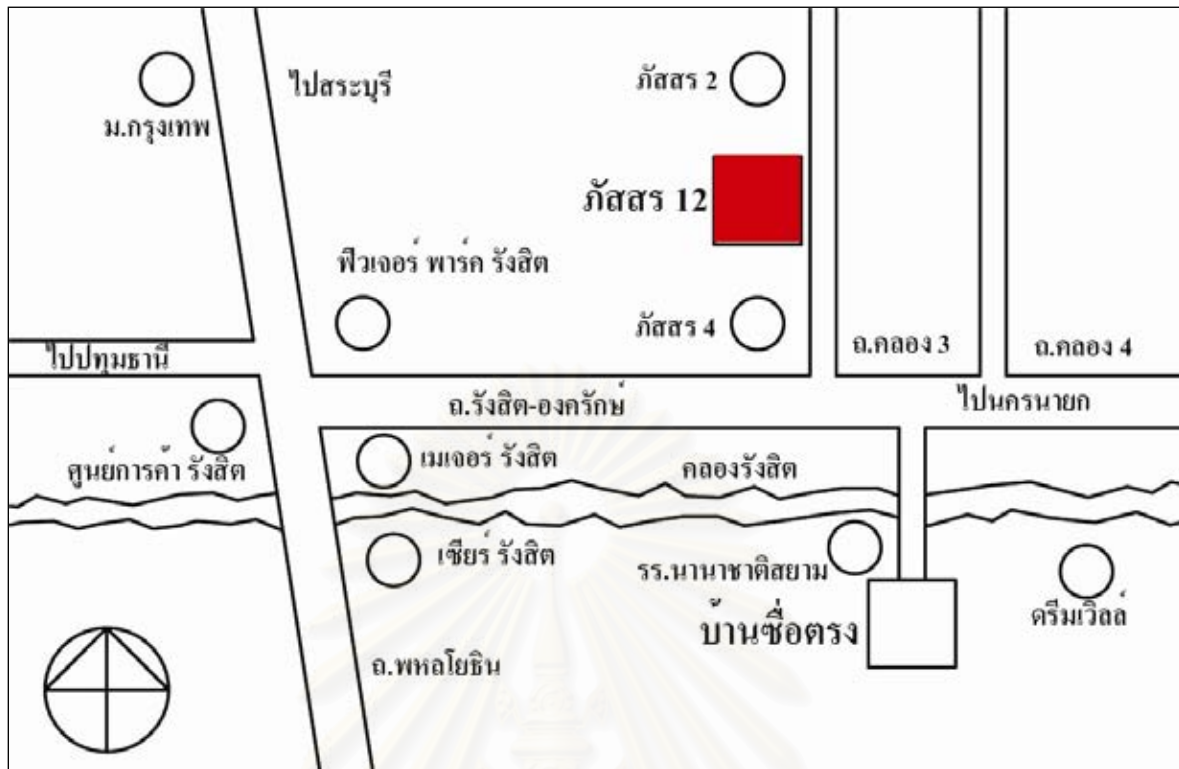 ไปสระบุรี
ภัสสร 2
ม.กรุงเทพ
ภัสสร 12
ฟิวเจอร์ พาร์ค รังสิต
ภัสสร 4
ถ.คลอง 3
ถ.คลอง 4
ไปปทุมธานี
ถ.รังสิต-องครักษ์
ไปนครนายก
ศูนย์การค้า รังสิต
เมเจอร์ รังสิต
คลองรังสิต
เซียร์ รังสิต
รร.นานาชาติสยาม
บ้านซื่อตรง
ดรีมเวิลล์
ถ.พหลโยธิน